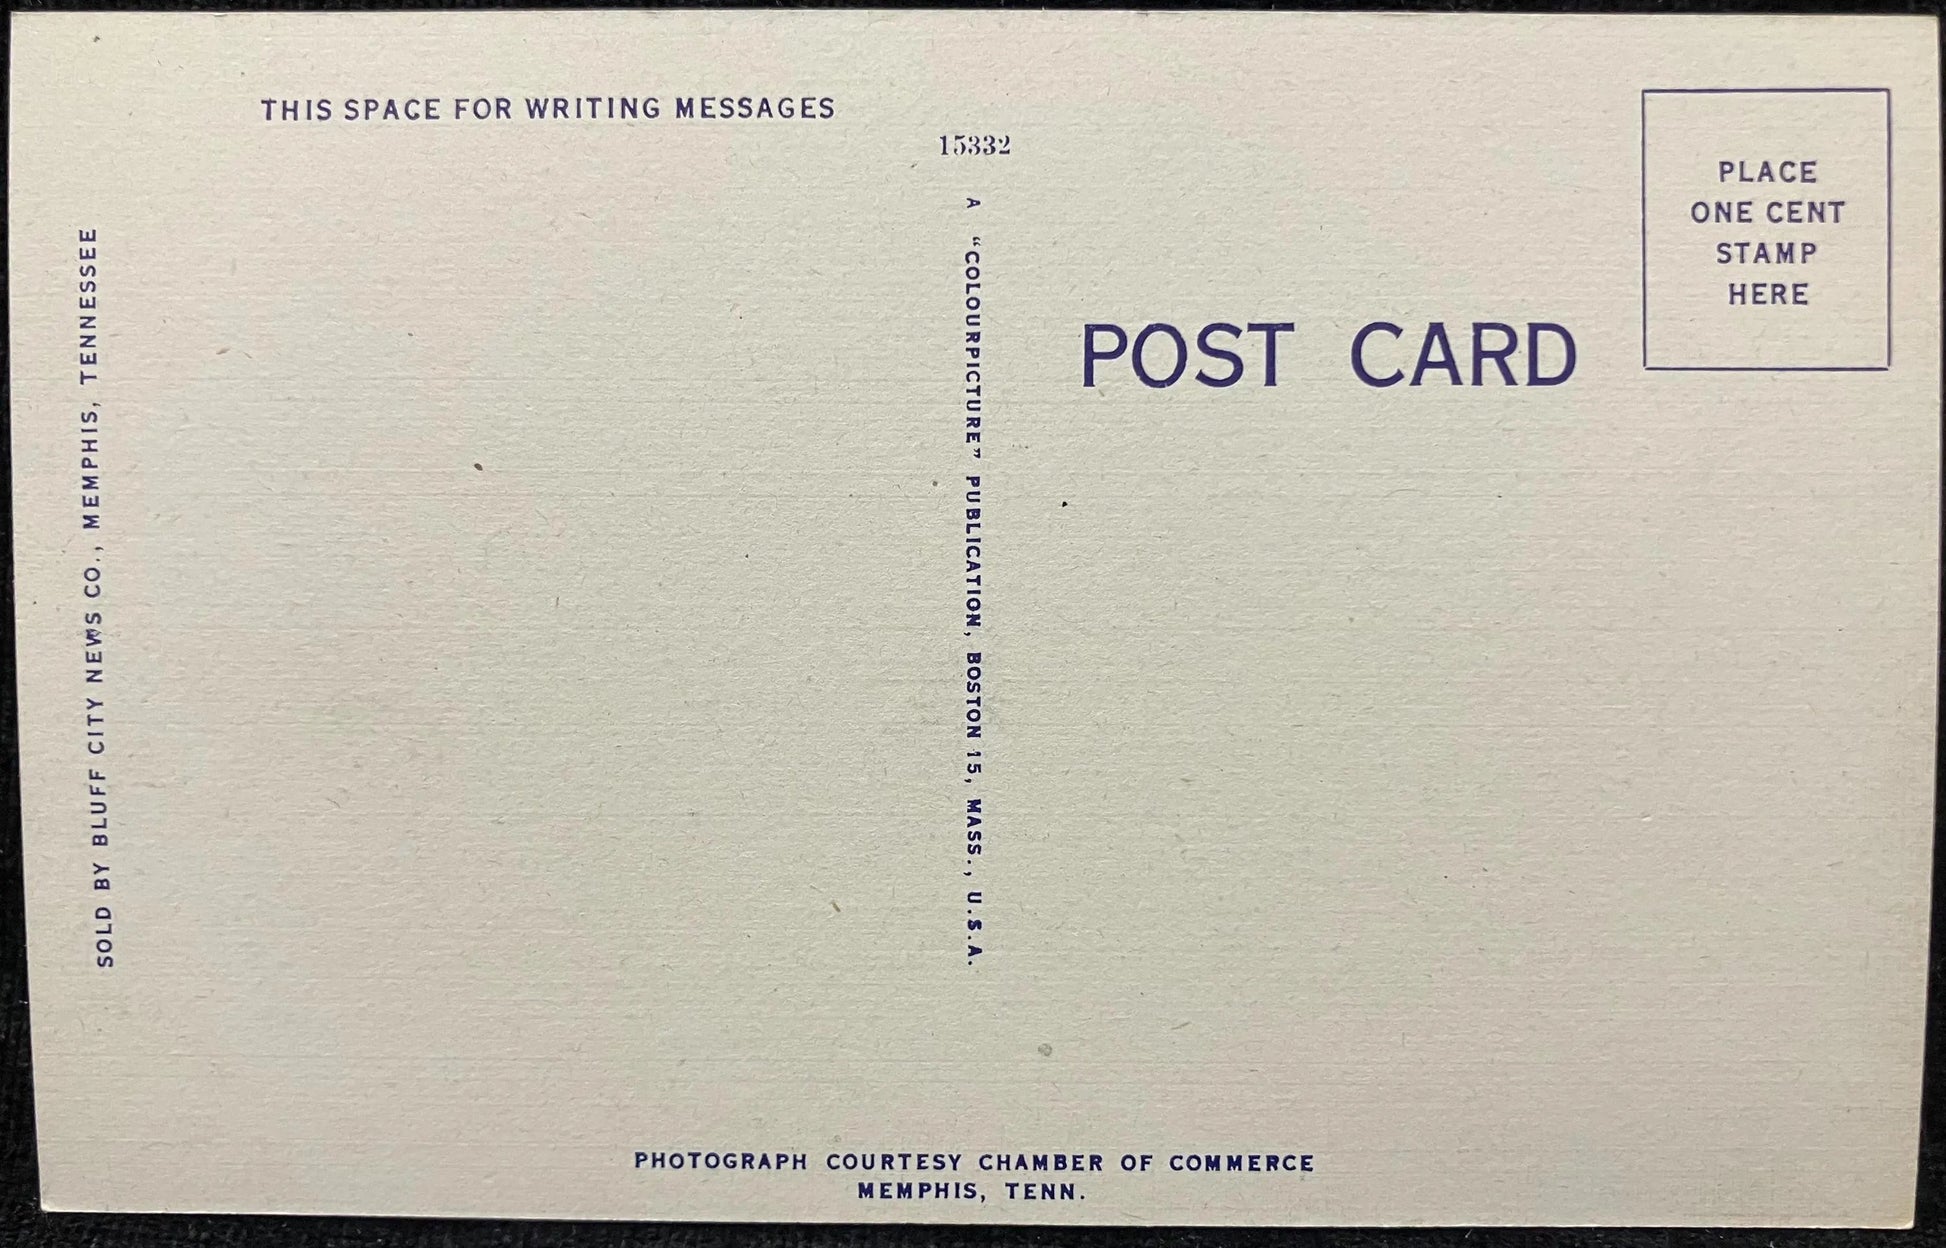 THIS SPACE FOR WRITING MESSAGES
15332
PLACE
ONE CENT
STAMP
HERE
POST CARD
SOLD BY BLUFF CITY NEWS CO., MEMPHIS, TENNESSEE
A "COLOURPICTURE" PUBLICATION, BOSTON 15, MASS., U.S.A.
PHOTOGRAPH COURTESY CHAMBER OF COMMERCE
MEMPHIS, TENN.